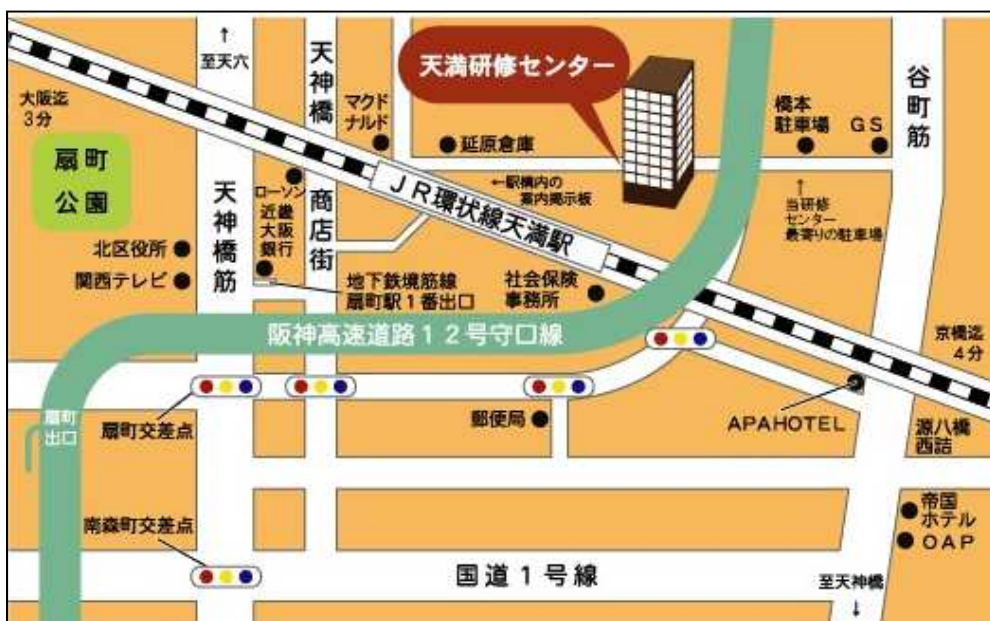 ↑
至天六
天神橋
商店街
マクド
ナルド
天満研修センター
谷町筋
大阪迄
3分
扇町
公園
延原倉庫
橋本
駐車場
GS
ローソン
近畿
大阪
銀行
天神橋筋
JR環状線天満駅
←駅構内の
案内掲示板
↑
当研修
センター
最寄りの駐車場
北区役所
関西テレビ
地下鉄境筋線
扇町駅1番出口
社会保険
事務所
阪神高速道路12号守口線
京橋迄
4分
扇町
出口
扇町交差点
郵便局
APAHOTEL
源八橋
西詰
南森町交差点
帝国
ホテル
OAP
国道1号線
至天神橋
↓